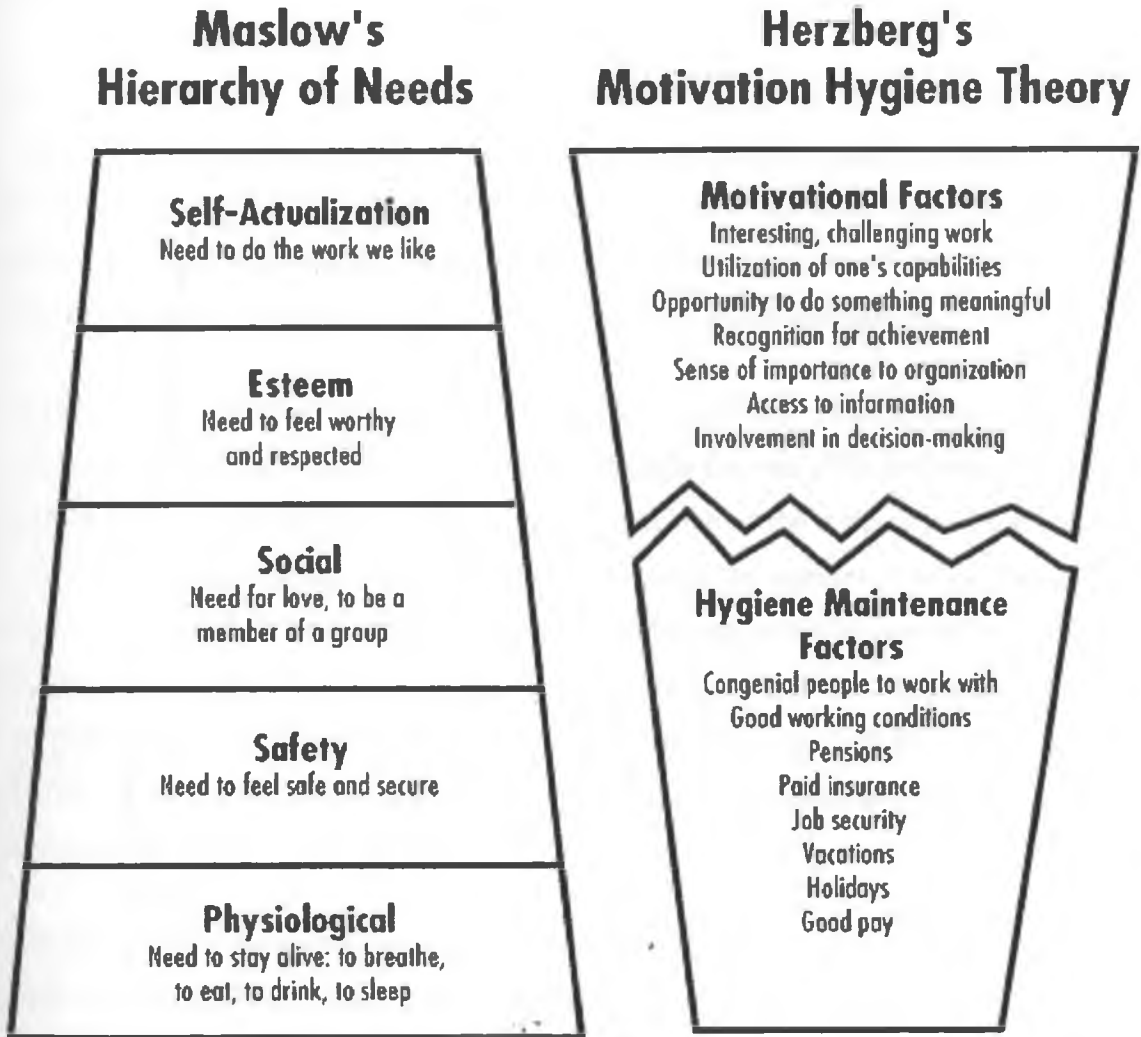 Maslow's
Hierarchy of Needs
Self-Actualization
Need to do the work we like
Esteem
Need to feel worthy
and respected
Social
Need for love, to be a
member of a group
Safety
Need to feel safe and secure
Physiological
Need to stay alive: to breathe,
to eat, to drink, to sleep
Herzberg's
Motivation Hygiene Theory
Motivational Factors
Interesting, challenging work
Utilization of one's capabilities
Opportunity to do something meaningful
Recognition for achievement
Sense of importance to organization
Access to information
Involvement in decision-making
Hygiene Maintenance
Factors
Congenial people to work with
Good working conditions
Pensions
Paid insurance
Job security
Vacations
Holidays
Good pay